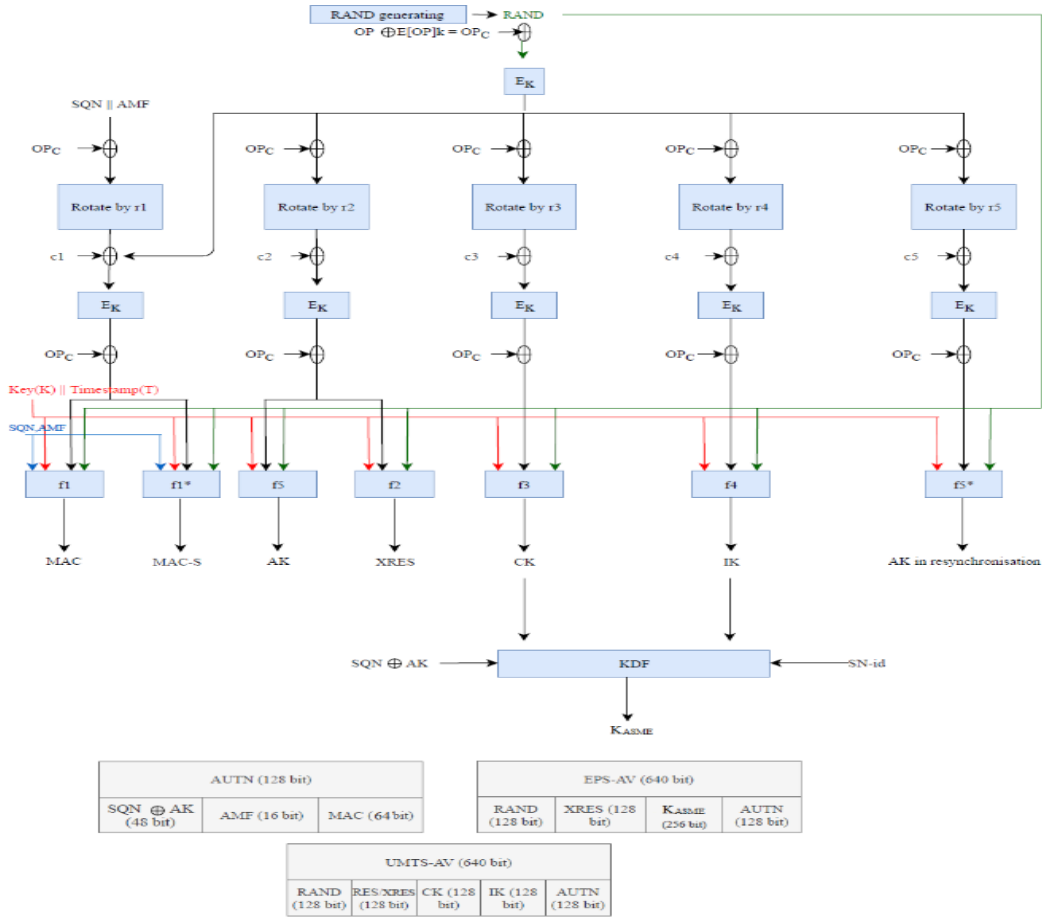 RAND generating
RAND
OP ⊕E[OP]k = OPC
EK
SQN || AMF
OPC OPC OPC OPC OPC
Rotate by r1 Rotate by r2 Rotate by r3 Rotate by r4 Rotate by r5
c1 c2 c3 c4 c5
EK EK EK EK EK
OPC OPC OPC OPC OPC
Key(K) || Timestamp(T)
SQN,AMF
f1 f1* f5 f2 f3 f4 f5*
MAC MAC-S AK XRES CK IK AK in resynchronisation
SQN ⊕ AK KDF SN-id
KASME
AUTN (128 bit)
SQN ⊕ AK
(48 bit)
AMF (16 bit)
MAC (64bit)
EPS-AV (640 bit)
RAND
(128 bit)
XRES (128
bit)
KASME
(256 bit)
AUTN
(128 bit)
UMTS-AV (640 bit)
RAND
(128 bit)
RES/XRES
(128 bit)
CK (128
bit)
IK (128
bit)
AUTN
(128 bit)